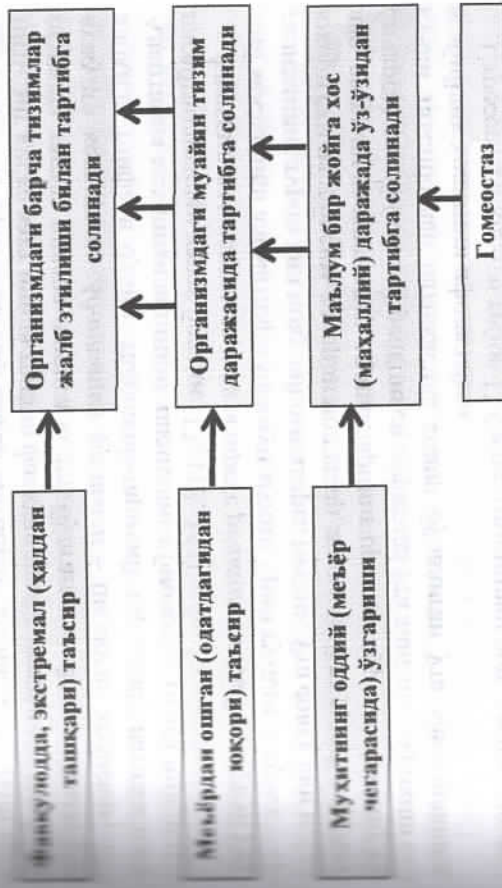 Фавқулодда, экстремал (ҳаддан
ташқари) таъсир
Организмдаги барча тизимлар
жалб этилиши билан тартибга
солинади
Меъёрдан ошган (одатдагидан
юқори) таъсир
Организмдаги муайян тизим
даражасида тартибга солинади
Муҳитнинг оддий (меъёр
чегарасида) ўзгариши
Маълум бир жойга хос
(маҳаллий) даражада ўз-ўзидан
тартибга солинади
Гомеостаз